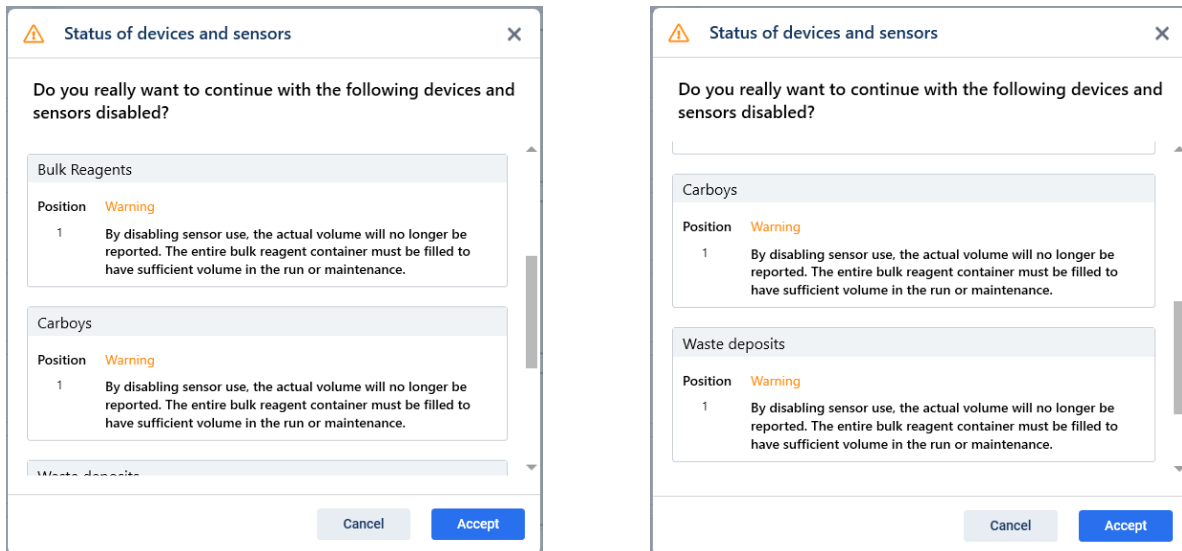 Status of devices and sensors
Do you really want to continue with the following devices and
sensors disabled?
Bulk Reagents
Position Warning
1 By disabling sensor use, the actual volume will no longer be
reported. The entire bulk reagent container must be filled to
have sufficient volume in the run or maintenance.
Carboys
Position Warning
1 By disabling sensor use, the actual volume will no longer be
reported. The entire bulk reagent container must be filled to
have sufficient volume in the run or maintenance.
Waste deposits
Cancel Accept
Status of devices and sensors
Do you really want to continue with the following devices and
sensors disabled?
Carboys
Position Warning
1 By disabling sensor use, the actual volume will no longer be
reported. The entire bulk reagent container must be filled to
have sufficient volume in the run or maintenance.
Waste deposits
Position Warning
1 By disabling sensor use, the actual volume will no longer be
reported. The entire bulk reagent container must be filled to
have sufficient volume in the run or maintenance.
Cancel Accept